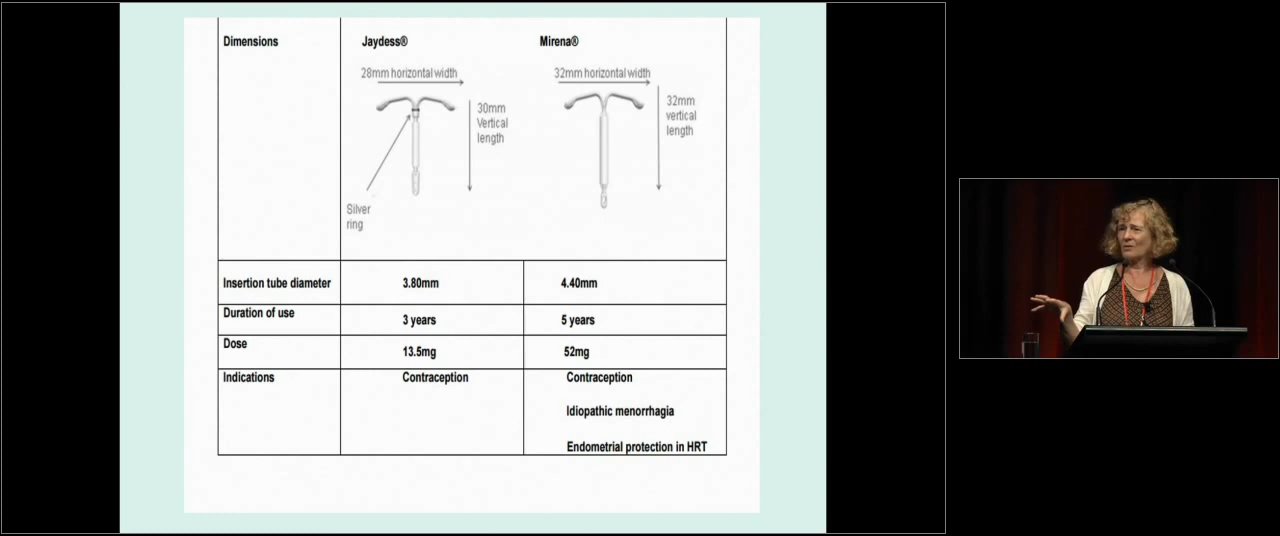 Dimensions
Jaydess®
Mirena®
28mm horizontal width
32mm horizontal width
30mm
Vertical
length
32mm
vertical
length
Silver
ring
Insertion tube diameter
3.80mm
4.40mm
Duration of use
3 years
5 years
Dose
13.5mg
52mg
Indications
Contraception
Contraception
Idiopathic menorrhagia
Endometrial protection in HRT